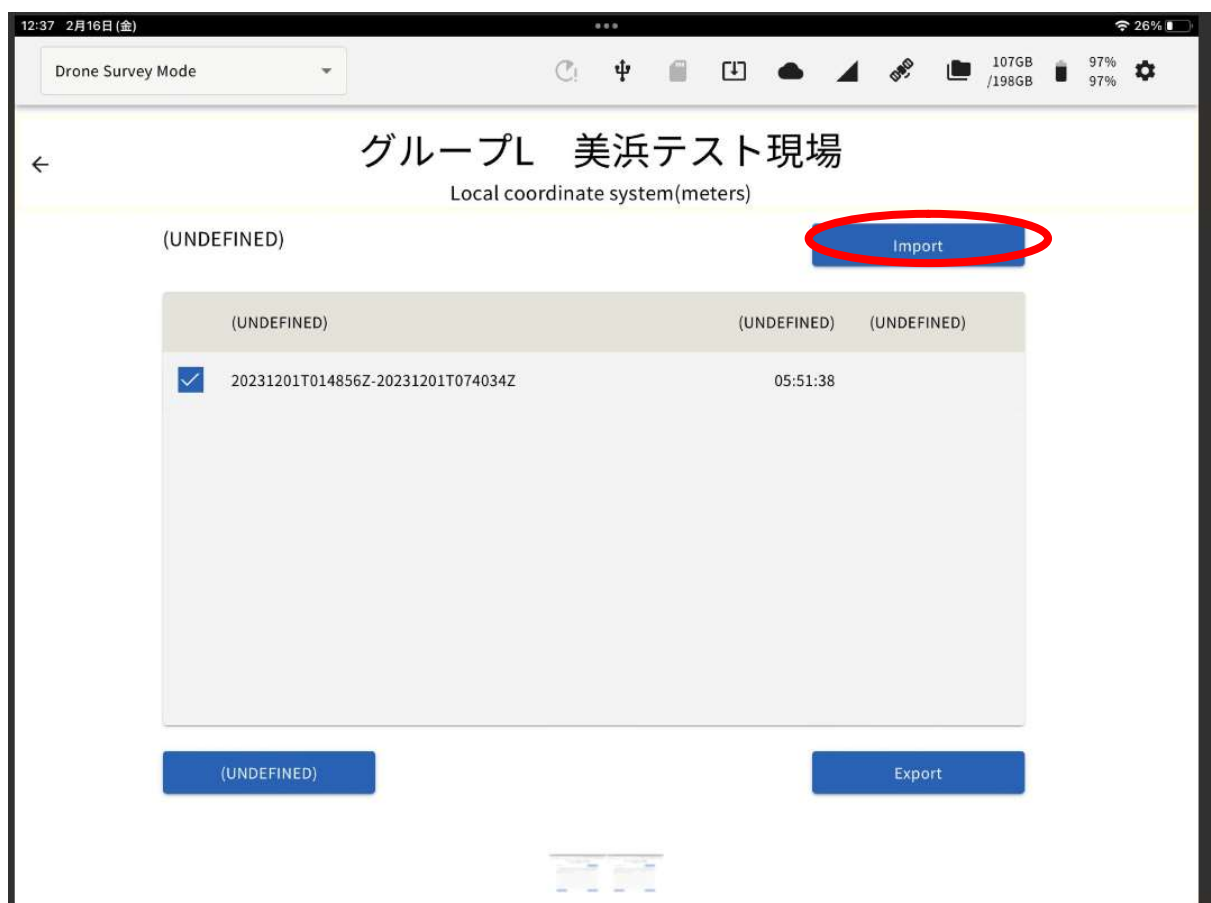 12:37 2月16日(金)
26%
Drone Survey Mode
107GB
/198GB
97%
97%
グループL 美浜テスト現場
Local coordinate system(meters)
(UNDEFINED)
Import
(UNDEFINED) (UNDEFINED) (UNDEFINED)
20231201T014856Z-20231201T074034Z 05:51:38
(UNDEFINED)
Export